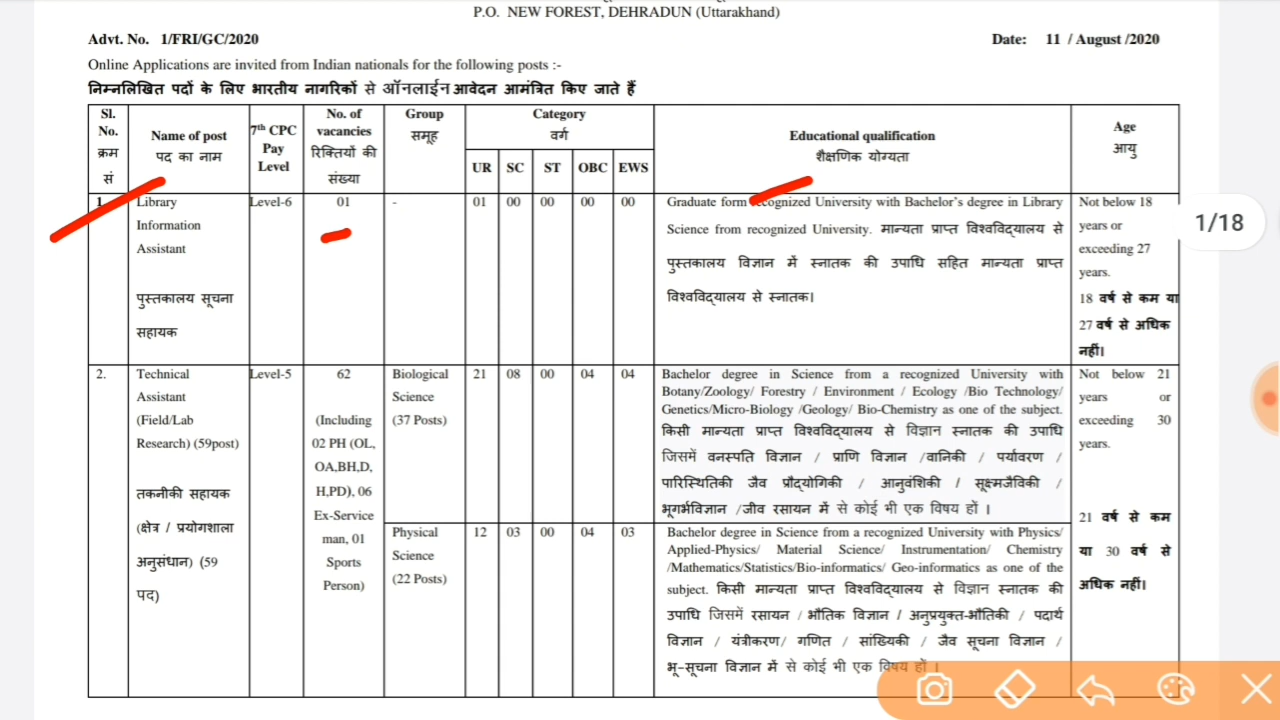 P.O. NEW FOREST, DEHRADUN (Uttarakhand)
Advt. No. 1/FRI/GC/2020
Date: 11 / August /2020
Online Applications are invited from Indian nationals for the following posts :-
निम्नलिखित पदों के लिए भारतीय नागरिकों से ऑनलाईन आवेदन आमंत्रित किए जाते हैं
Sl.
No.
क्रम
सं
Name of post
पद का नाम
7th CPC
Pay
Level
No. of
vacancies
रिक्तियों की
संख्या
Group
समूह
Category
वर्ग
UR SC ST OBC EWS
Educational qualification
शैक्षणिक योग्यता
Age
आयु
1
Library
Information
Assistant
पुस्तकालय सूचना
सहायक
Level-6
01
-
01 00 00 00 00
Graduate form recognized University with Bachelor's degree in Library
Science from recognized University. मान्यता प्राप्त विश्वविद्यालय से
पुस्तकालय विज्ञान में स्नातक की उपाधि सहित मान्यता प्राप्त
विश्वविद्यालय से स्नातक।
Not below 18
years or
exceeding 27
years.
18 वर्ष से कम या
27 वर्ष से अधिक
नहीं।
1/18
2.
Technical
Assistant
(Field/Lab
Research) (59post)
तकनीकी सहायक
(क्षेत्र / प्रयोगशाला
अनुसंधान) (59
पद)
Level-5
62
(Including
02 PH (OL,
OA,BH,D,
H,PD), 06
Ex-Service
man, 01
Sports
Person)
Biological
Science
(37 Posts)
21 08 00 04 04
Bachelor degree in Science from a recognized University with
Botany/Zoology/ Forestry / Environment / Ecology /Bio Technology/
Genetics/Micro-Biology /Geology/ Bio-Chemistry as one of the subject.
किसी मान्यता प्राप्त विश्वविद्यालय से विज्ञान स्नातक की उपाधि
जिसमें वनस्पति विज्ञान / प्राणि विज्ञान /वानिकी / पर्यावरण /
पारिस्थितिकी जैव प्रौद्योगिकी / आनुवंशिकी / सूक्ष्मजैविकी /
भूगर्भविज्ञान /जीव रसायन में से कोई भी एक विषय हों ।
Physical
Science
(22 Posts)
12 03 00 04 03
Bachelor degree in Science from a recognized University with Physics/
Applied-Physics/ Material Science/ Instrumentation/ Chemistry
/Mathematics/Statistics/Bio-informatics/ Geo-informatics as one of the
subject. किसी मान्यता प्राप्त विश्वविद्यालय से विज्ञान स्नातक की
उपाधि जिसमें रसायन / भौतिक विज्ञान / अनुप्रयुक्त-भौतिकी / पदार्थ
विज्ञान / यंत्रीकरण/ गणित / सांख्यिकी / जैव सूचना विज्ञान /
भू-सूचना विज्ञान में से कोई भी एक विषय हों ।
Not below 21
years or
exceeding 30
years.
21 वर्ष से कम
या 30 वर्ष से
अधिक नहीं।